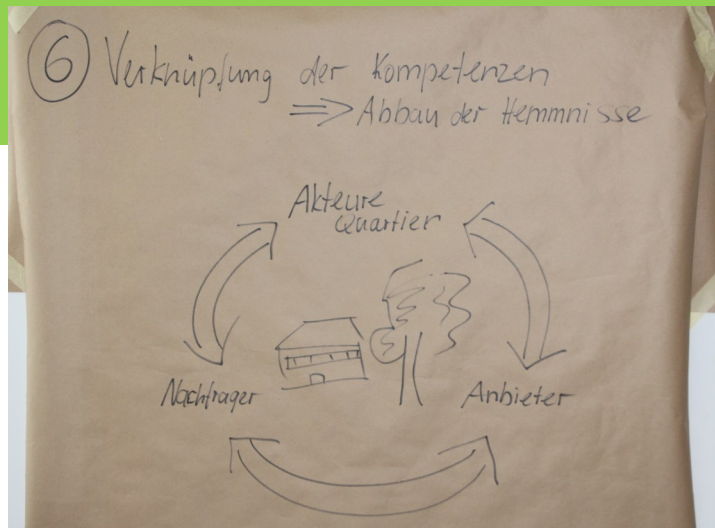 6 Verknüpfung der Kompetenzen
=> Abbau der Hemmnisse
Akteure
Quartier
Nachfrager
Anbieter